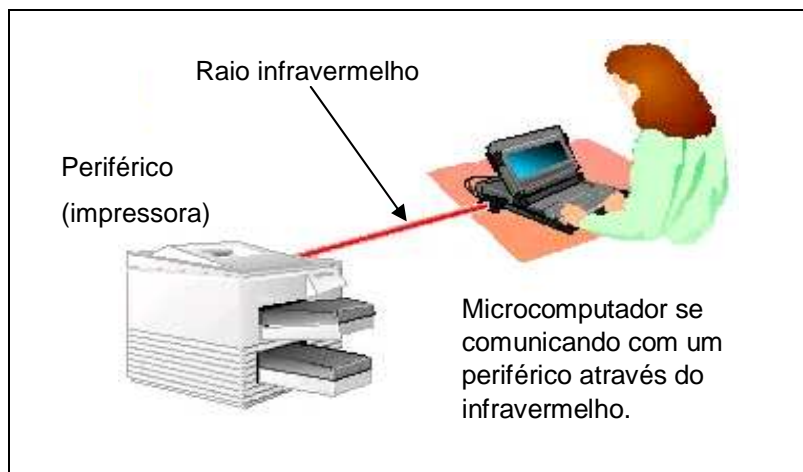 Raio infravermelho
Periférico
(impressora)
Microcomputador se
comunicando com um
periférico através do
infravermelho.